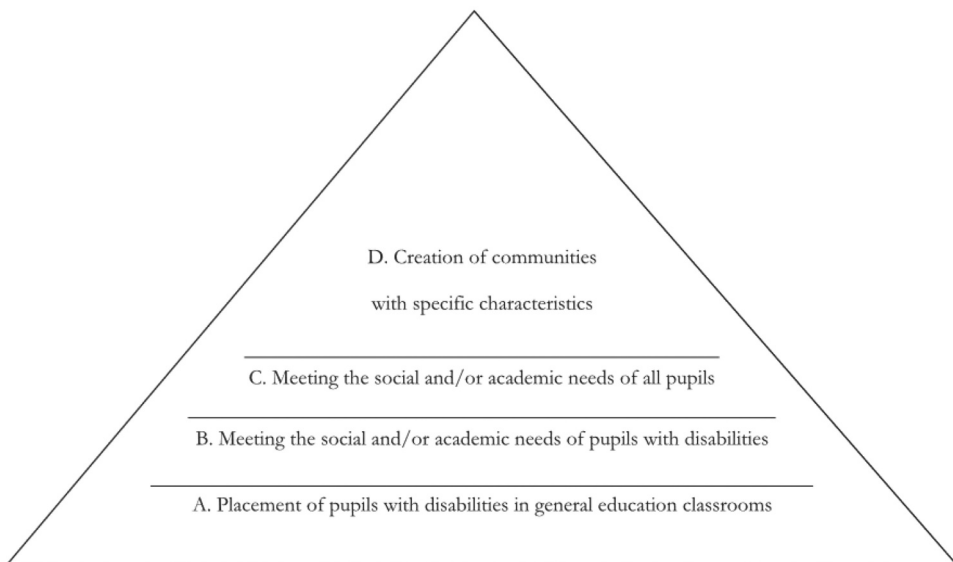 D. Creation of communities
with specific characteristics
C. Meeting the social and/or academic needs of all pupils
B. Meeting the social and/or academic needs of pupils with disabilities
A. Placement of pupils with disabilities in general education classrooms